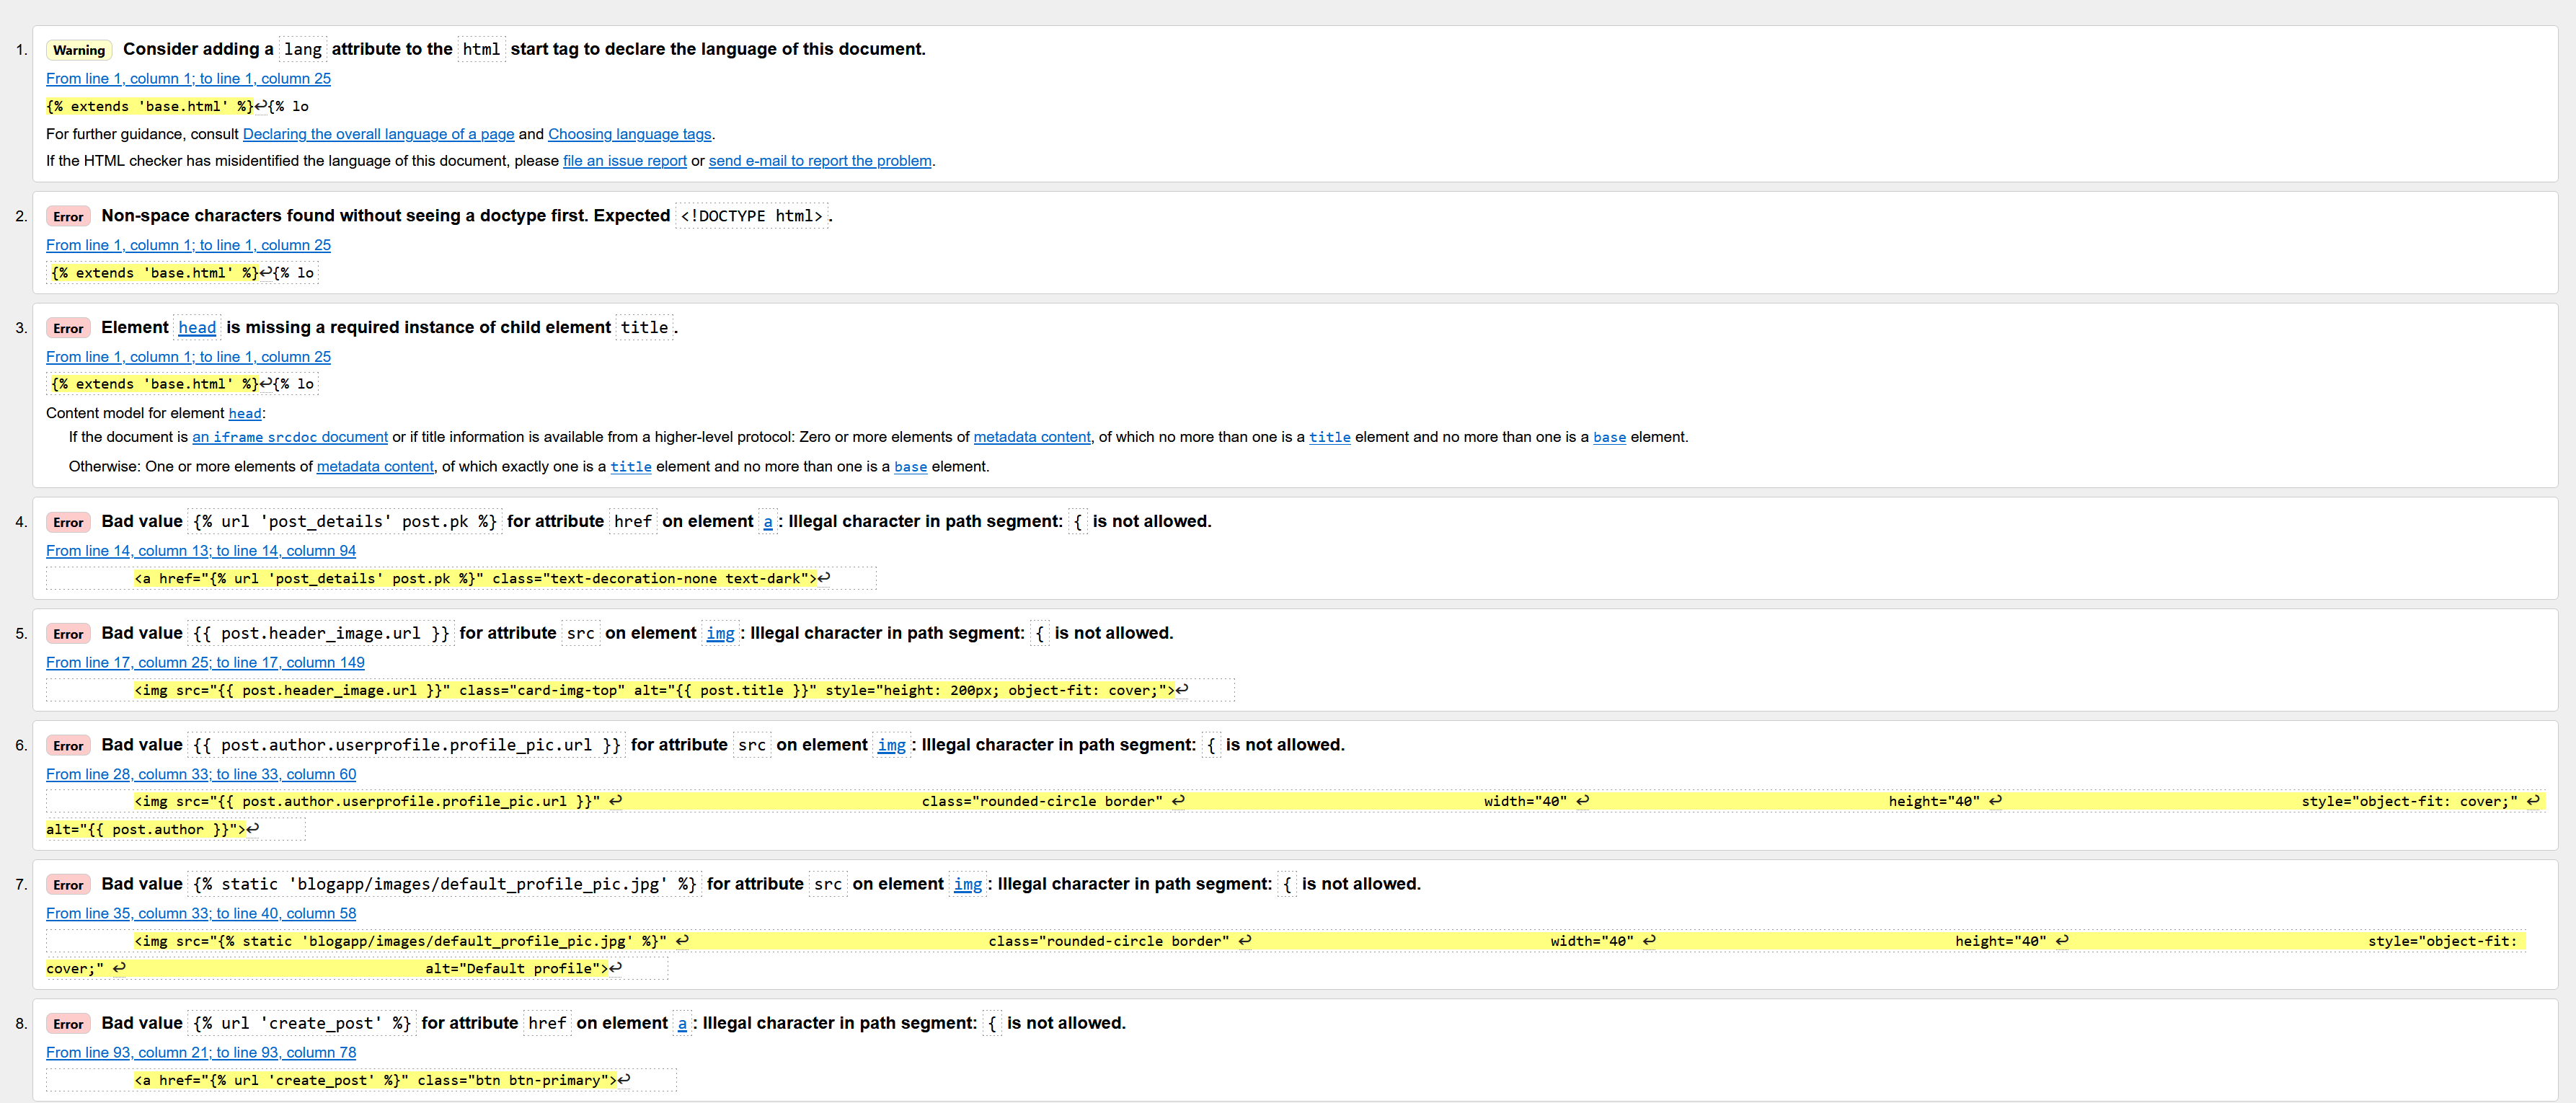 1. Warning Consider adding a lang attribute to the html start tag to declare the language of this document.
From line 1, column 1; to line 1, column 25
{% extends 'base.html' %}↩{% lo
For further guidance, consult Declaring the overall language of a page and Choosing language tags.
If the HTML checker has misidentified the language of this document, please file an issue report or send e-mail to report the problem.
2. Error Non-space characters found without seeing a doctype first. Expected <!DOCTYPE html>.
From line 1, column 1; to line 1, column 25
{% extends 'base.html' %}↩{% lo
3. Error Element head is missing a required instance of child element title.
From line 1, column 1; to line 1, column 25
{% extends 'base.html' %}↩{% lo
Content model for element head:
If the document is an iframe srcdoc document or if title information is available from a higher-level protocol: Zero or more elements of metadata content, of which no more than one is a title element and no more than one is a base element.
Otherwise: One or more elements of metadata content, of which exactly one is a title element and no more than one is a base element.
4. Error Bad value {% url 'post_details' post.pk %} for attribute href on element a: Illegal character in path segment: { is not allowed.
From line 14, column 13; to line 14, column 94
<a href="{% url 'post_details' post.pk %}" class="text-decoration-none text-dark">↩
5. Error Bad value {{ post.header_image.url }} for attribute src on element img: Illegal character in path segment: { is not allowed.
From line 17, column 25; to line 17, column 149
<img src="{{ post.header_image.url }}" class="card-img-top" alt="{{ post.title }}" style="height: 200px; object-fit: cover;">↩
6. Error Bad value {{ post.author.userprofile.profile_pic.url }} for attribute src on element img: Illegal character in path segment: { is not allowed.
From line 28, column 33; to line 33, column 60
<img src="{{ post.author.userprofile.profile_pic.url }}" ↩ class="rounded-circle border" ↩ width="40" ↩ height="40" ↩ style="object-fit: cover;" ↩
alt="{{ post.author }}">↩
7. Error Bad value {% static 'blogapp/images/default_profile_pic.jpg' %} for attribute src on element img: Illegal character in path segment: { is not allowed.
From line 35, column 33; to line 40, column 58
<img src="{% static 'blogapp/images/default_profile_pic.jpg' %}" ↩ class="rounded-circle border" ↩ width="40" ↩ height="40" ↩ style="object-fit:
cover;" ↩ alt="Default profile">↩
8. Error Bad value {% url 'create_post' %} for attribute href on element a: Illegal character in path segment: { is not allowed.
From line 93, column 21; to line 93, column 78
<a href="{% url 'create_post' %}" class="btn btn-primary">↩